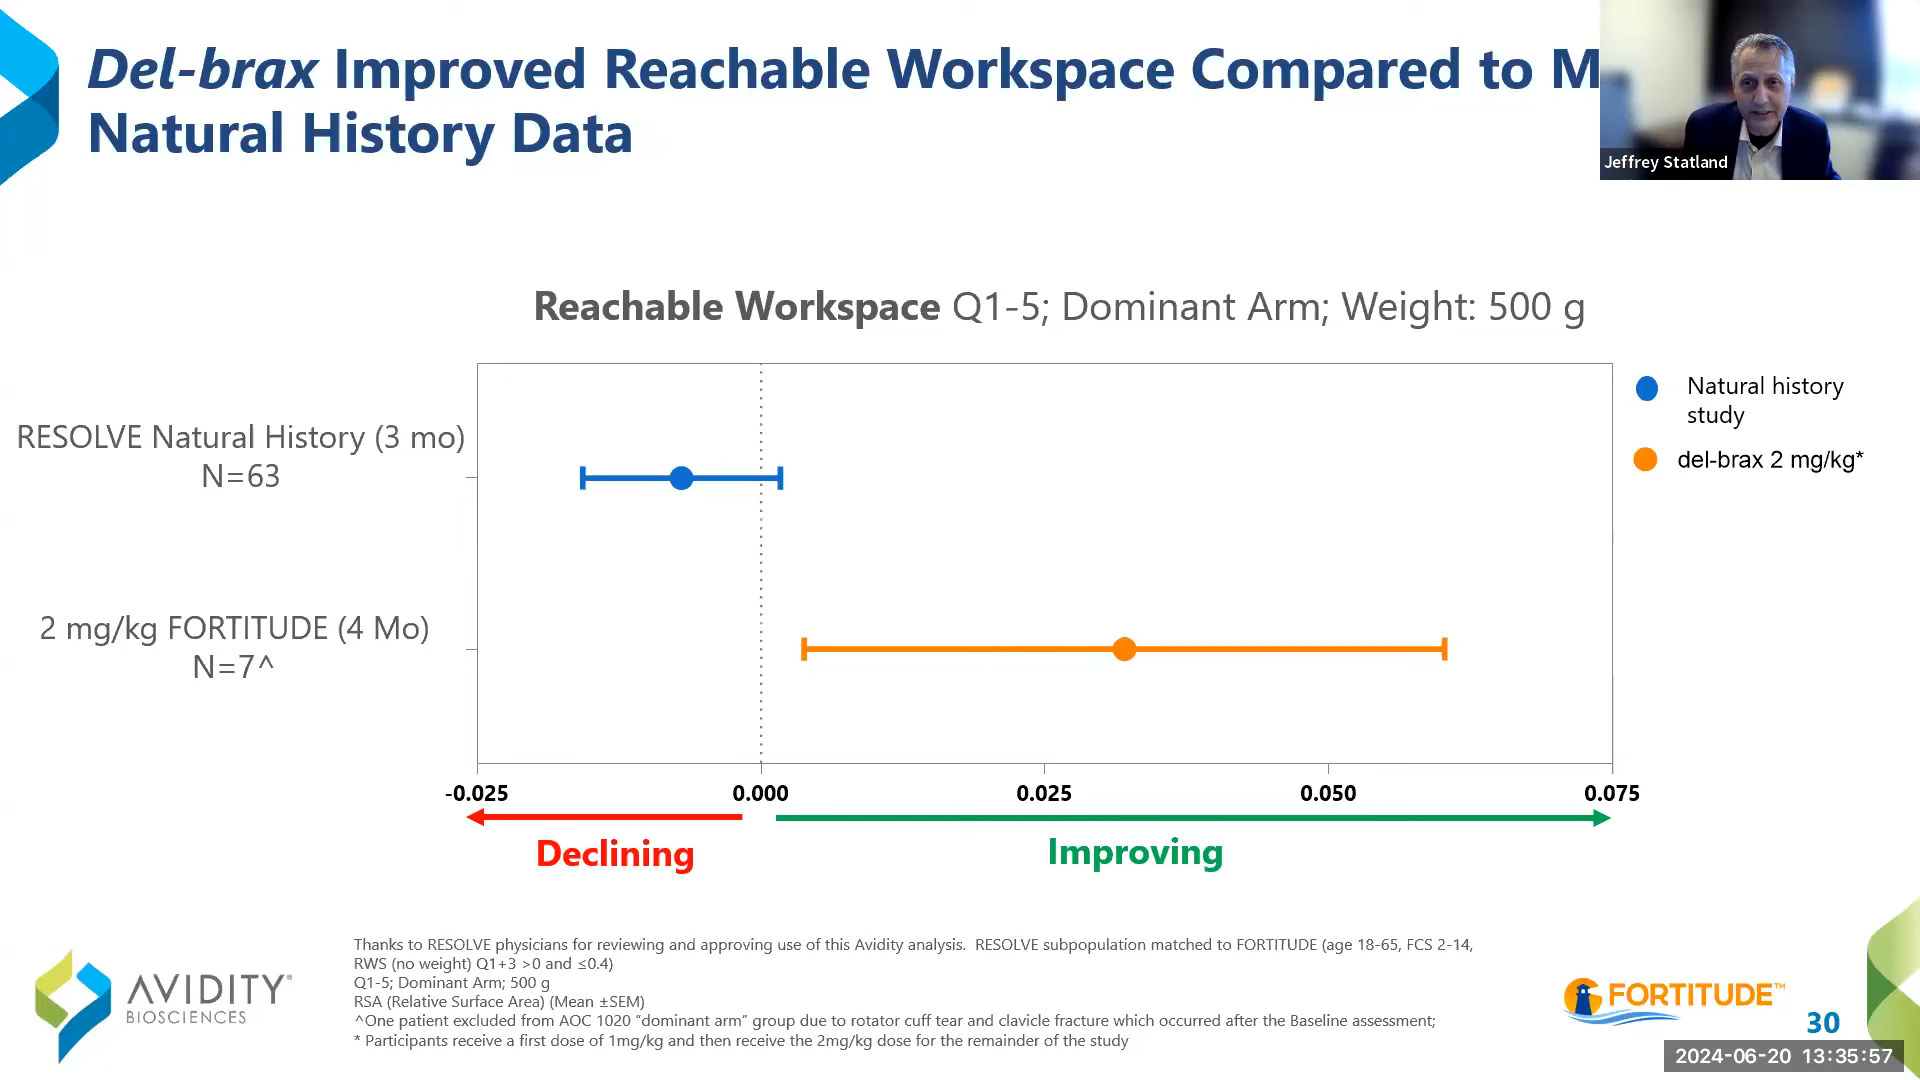 Del-brax Improved Reachable Workspace Compared to M
Natural History Data
Jeffrey Statland
Reachable Workspace Q1-5; Dominant Arm; Weight: 500 g
Natural history
study
del-brax 2 mg/kg*
RESOLVE Natural History (3 mo)
N=63
2 mg/kg FORTITUDE (4 Mo)
N=7^
-0.025 0.000 0.025 0.050 0.075
Declining Improving
Thanks to RESOLVE physicians for reviewing and approving use of this Avidity analysis. RESOLVE subpopulation matched to FORTITUDE (age 18-65, FCS 2-14,
RWS (no weight) Q1+3 >0 and ≤0.4)
Q1-5; Dominant Arm; 500 g
RSA (Relative Surface Area) (Mean ±SEM)
^One patient excluded from AOC 1020 “dominant arm” group due to rotator cuff tear and clavicle fracture which occurred after the Baseline assessment;
* Participants receive a first dose of 1mg/kg and then receive the 2mg/kg dose for the remainder of the study
AVIDITY®
BIOSCIENCES
FORTITUDE™
30
2024-06-20 13:35:57